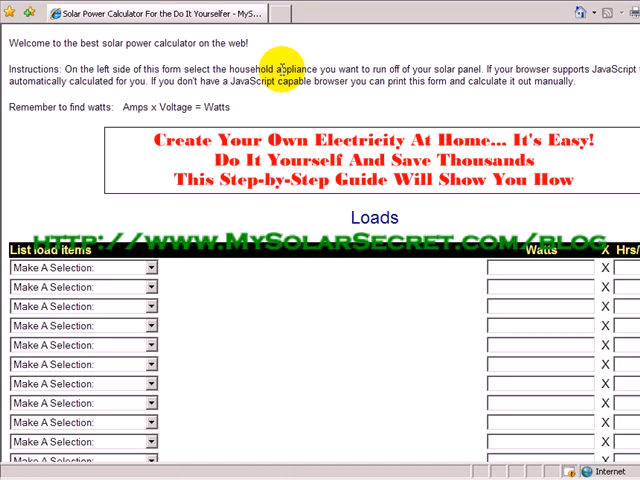 Solar Power Calculator For the Do It Yourselfer - MyS...
Welcome to the best solar power calculator on the web!
Instructions: On the left side of this form select the household appliance you want to run off of your solar panel. If your browser supports JavaScript
automatically calculated for you. If you don't have a JavaScript capable browser you can print this form and calculate it out manually.
Remember to find watts: Amps x Voltage = Watts
Create Your Own Electricity At Home... It's Easy!
Do It Yourself And Save Thousands
This Step-by-Step Guide Will Show You How
Loads
http://www.MySolarSecret.com/blog
List load items Watts X Hrs/
Make A Selection: X
Make A Selection: X
Make A Selection: X
Make A Selection: X
Make A Selection: X
Make A Selection: X
Make A Selection: X
Make A Selection: X
Make A Selection: X
Make A Selection: X
Make A Selection:
Internet